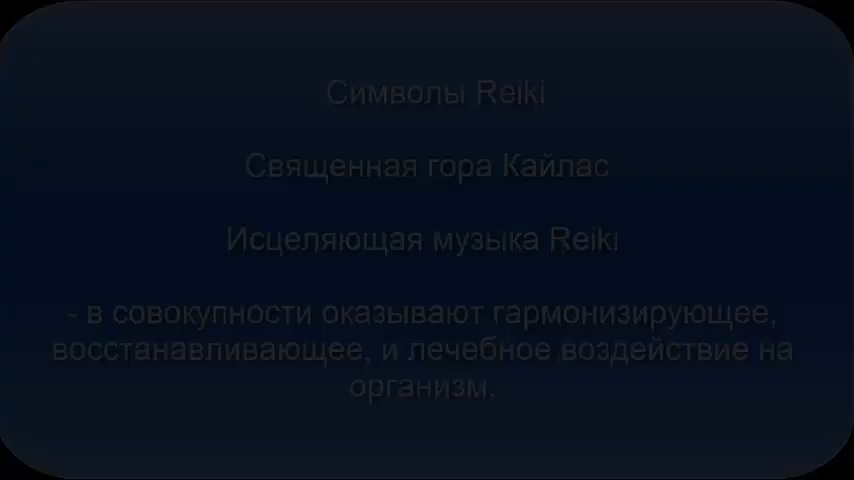 Символы Reiki
Священная гора Кайлас
Исцеляющая музыка Reiki
- в совокупности оказывают гармонизирующее,
восстанавливающее, и лечебное воздействие на
организм.